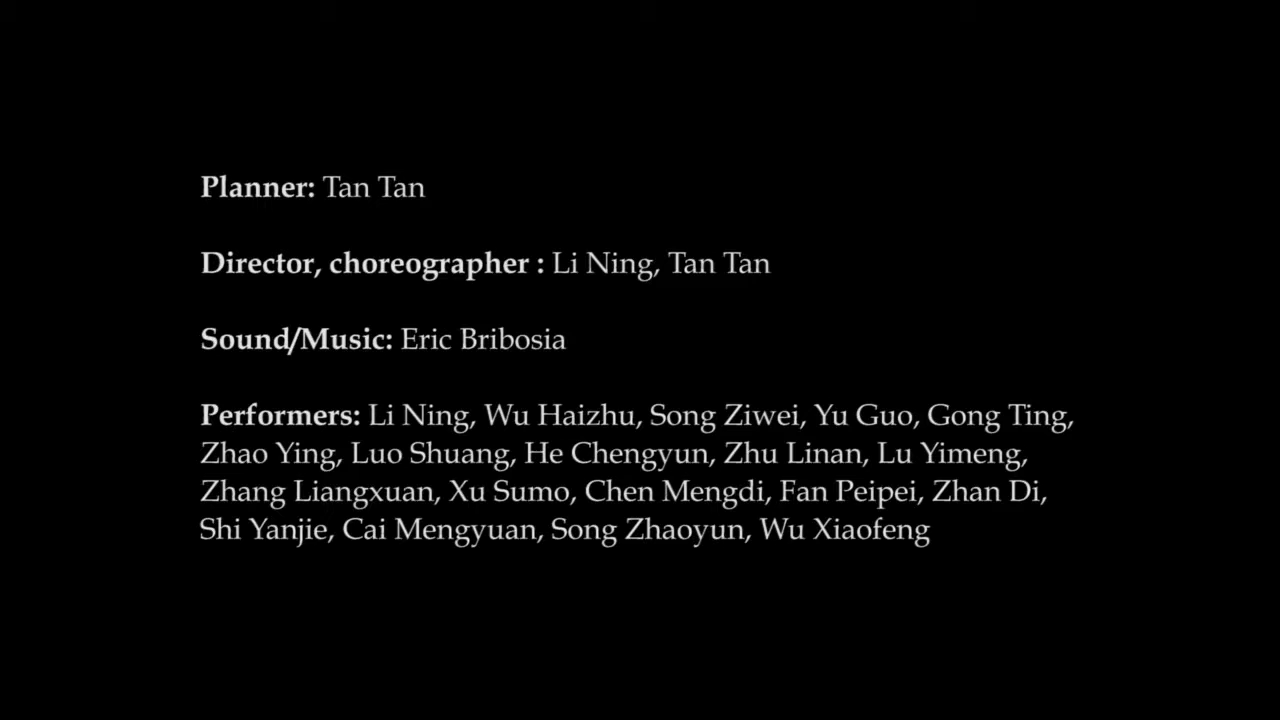 Planner: Tan Tan
Director, choreographer : Li Ning, Tan Tan
Sound/Music: Eric Bribosia
Performers: Li Ning, Wu Haizhu, Song Ziwei, Yu Guo, Gong Ting,
Zhao Ying, Luo Shuang, He Chengyun, Zhu Linan, Lu Yimeng,
Zhang Liangxuan, Xu Sumo, Chen Mengdi, Fan Peipei, Zhan Di,
Shi Yanjie, Cai Mengyuan, Song Zhaoyun, Wu Xiaofeng